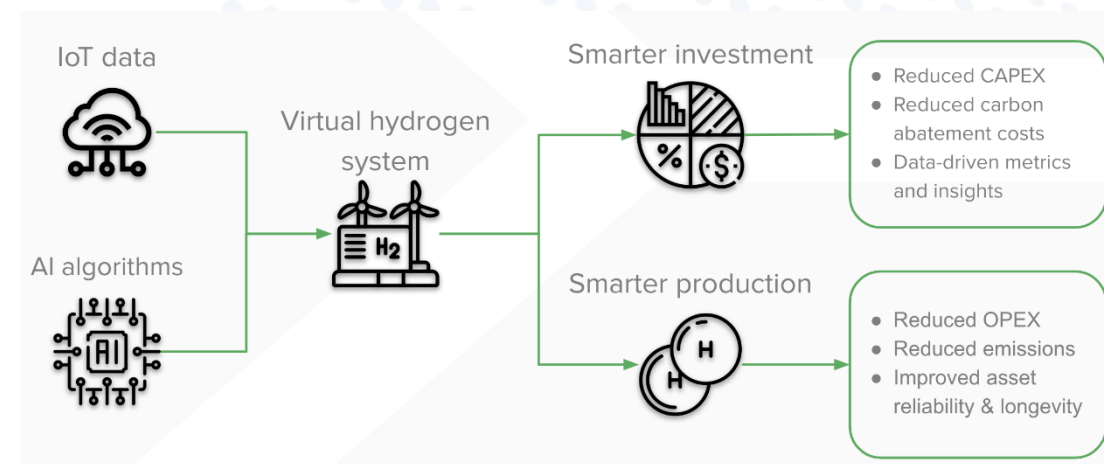 IoT data
AI algorithms
AI
Virtual hydrogen
system
H2
Smarter investment
%
$
● Reduced CAPEX
● Reduced carbon
abatement costs
● Data-driven metrics
and insights
Smarter production
H
H
● Reduced OPEX
● Reduced emissions
● Improved asset
reliability & longevity